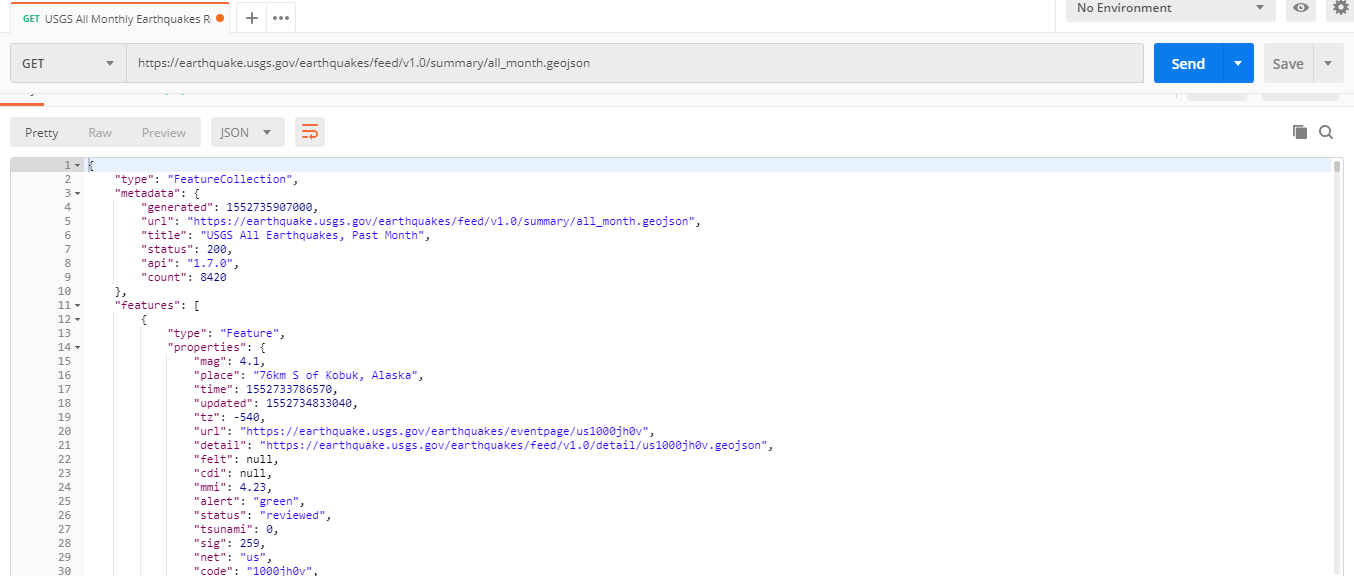 GET USGS All Monthly Earthquakes R
No Environment
GET
https://earthquake.usgs.gov/earthquakes/feed/v1.0/summary/all_month.geojson
Send
Save
Pretty Raw Preview JSON
1 {
2 "type": "FeatureCollection",
3 "metadata": {
4 "generated": 1552735907000,
5 "url": "https://earthquake.usgs.gov/earthquakes/feed/v1.0/summary/all_month.geojson",
6 "title": "USGS All Earthquakes, Past Month",
7 "status": 200,
8 "api": "1.7.0",
9 "count": 8420
10 },
11 "features": [
12 {
13 "type": "Feature",
14 "properties": {
15 "mag": 4.1,
16 "place": "76km S of Kobuk, Alaska",
17 "time": 1552733786570,
18 "updated": 1552734833040,
19 "tz": -540,
20 "url": "https://earthquake.usgs.gov/earthquakes/eventpage/us1000jh0v",
21 "detail": "https://earthquake.usgs.gov/earthquakes/feed/v1.0/detail/us1000jh0v.geojson",
22 "felt": null,
23 "cdi": null,
24 "mmi": 4.23,
25 "alert": "green",
26 "status": "reviewed",
27 "tsunami": 0,
28 "sig": 259,
29 "net": "us",
30 "code": "1000jh0v",